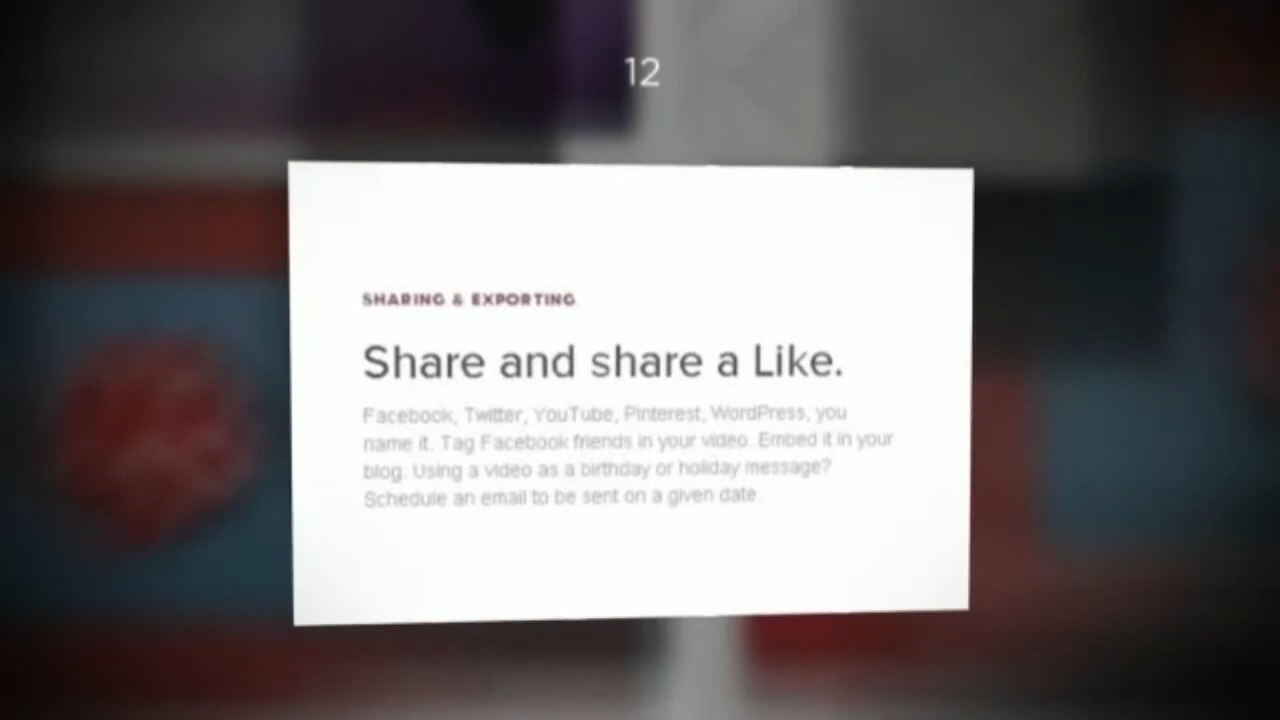 12
SHARING & EXPORTING
Share and share a Like.
Facebook, Twitter, YouTube, Pinterest, WordPress, you
name it. Tag Facebook friends in your video. Embed it in your
blog. Using a video as a birthday or holiday message?
Schedule an email to be sent on a given date.